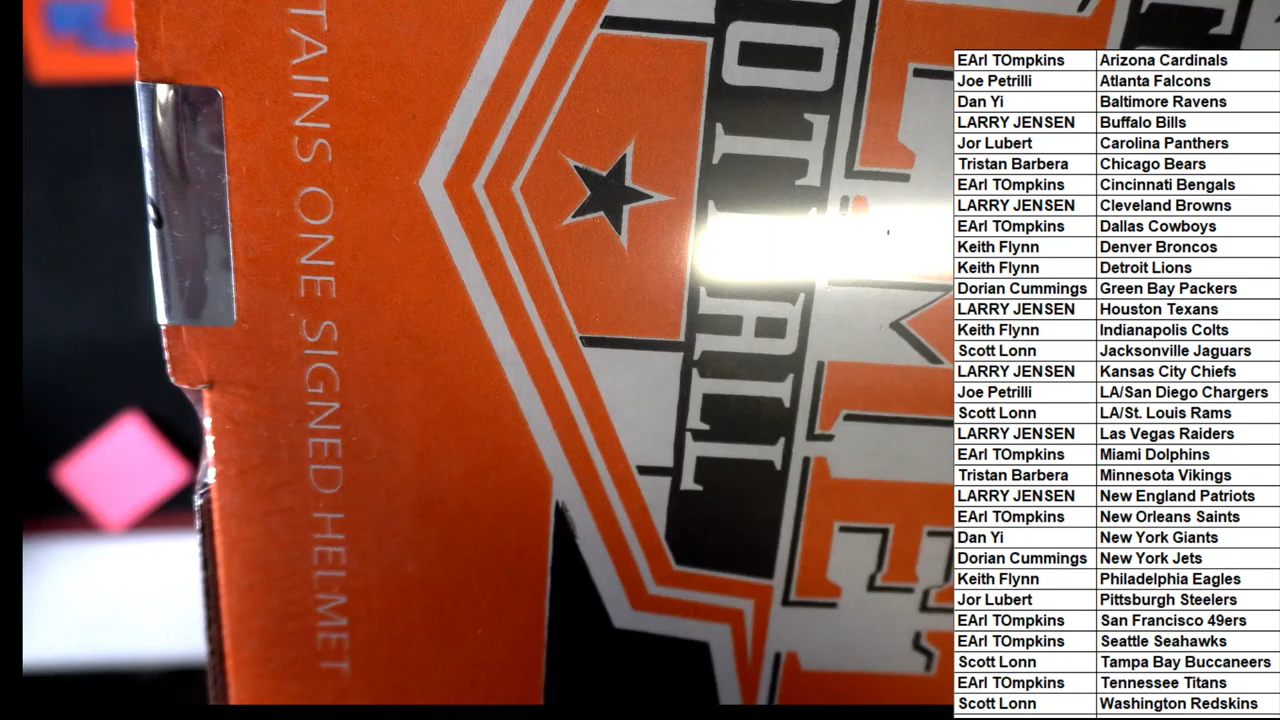 TAINS ONE SIGNED HELMET
EArl TOmpkins Arizona Cardinals
Joe Petrilli Atlanta Falcons
Dan Yi Baltimore Ravens
LARRY JENSEN Buffalo Bills
Jor Lubert Carolina Panthers
Tristan Barbera Chicago Bears
EArl TOmpkins Cincinnati Bengals
LARRY JENSEN Cleveland Browns
EArl TOmpkins Dallas Cowboys
Keith Flynn Denver Broncos
Keith Flynn Detroit Lions
Dorian Cummings Green Bay Packers
LARRY JENSEN Houston Texans
Keith Flynn Indianapolis Colts
Scott Lonn Jacksonville Jaguars
LARRY JENSEN Kansas City Chiefs
Joe Petrilli LA/San Diego Chargers
Scott Lonn LA/St. Louis Rams
LARRY JENSEN Las Vegas Raiders
EArl TOmpkins Miami Dolphins
Tristan Barbera Minnesota Vikings
LARRY JENSEN New England Patriots
EArl TOmpkins New Orleans Saints
Dan Yi New York Giants
Dorian Cummings New York Jets
Keith Flynn Philadelphia Eagles
Jor Lubert Pittsburgh Steelers
EArl TOmpkins San Francisco 49ers
EArl TOmpkins Seattle Seahawks
Scott Lonn Tampa Bay Buccaneers
EArl TOmpkins Tennessee Titans
Scott Lonn Washington Redskins